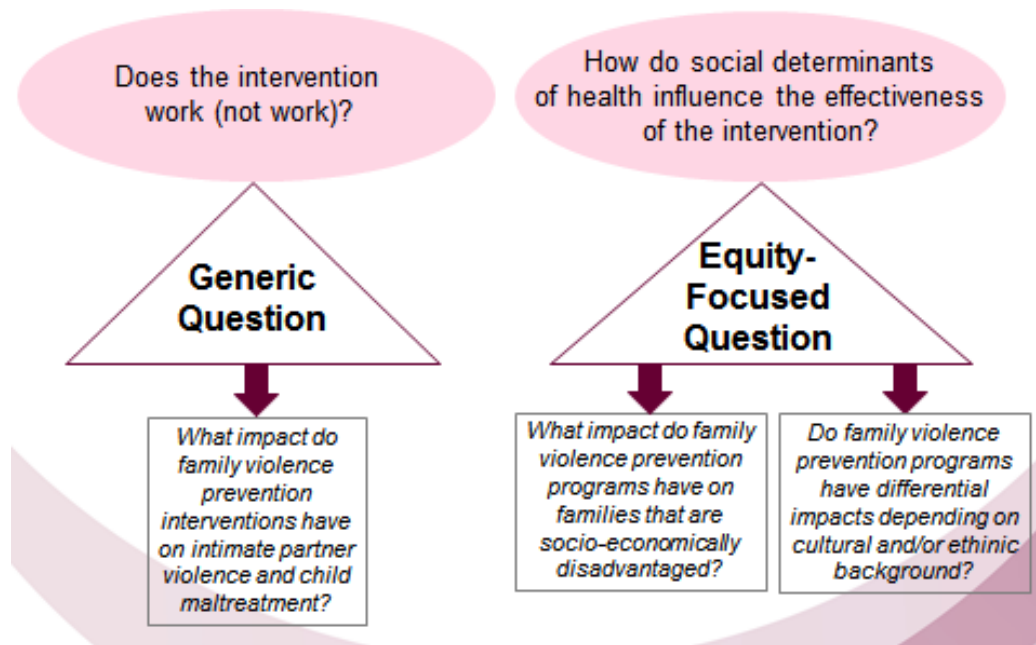 Does the intervention
work (not work)?
Generic
Question
What impact do
family violence
prevention
interventions have
on intimate partner
violence and child
maltreatment?
How do social determinants
of health influence the effectiveness
of the intervention?
Equity-
Focused
Question
What impact do family
violence prevention
programs have on
families that are
socio-economically
disadvantaged?
Do family violence
prevention programs
have differential
impacts depending on
cultural and/or ethinic
background?